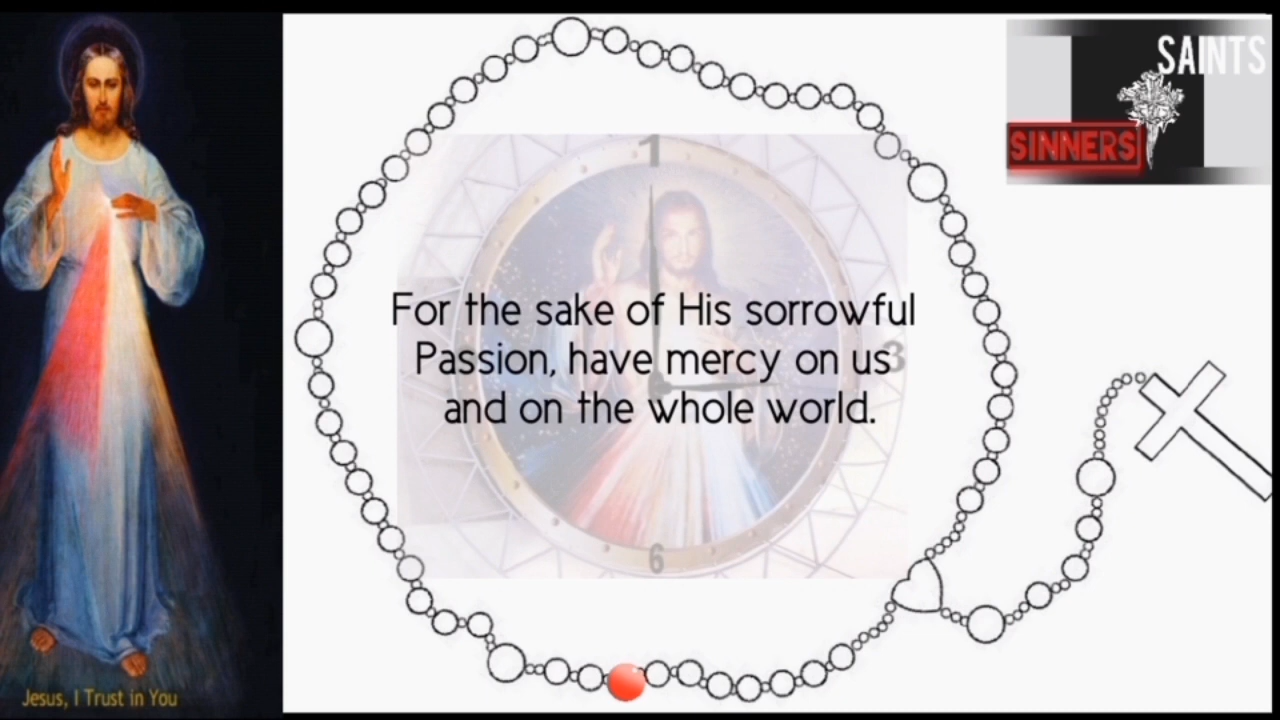 SAINTS
SINNERS
1
For the sake of His sorrowful
Passion, have mercy on us
3
and on the whole world.
6
Jesus, I Trust in You